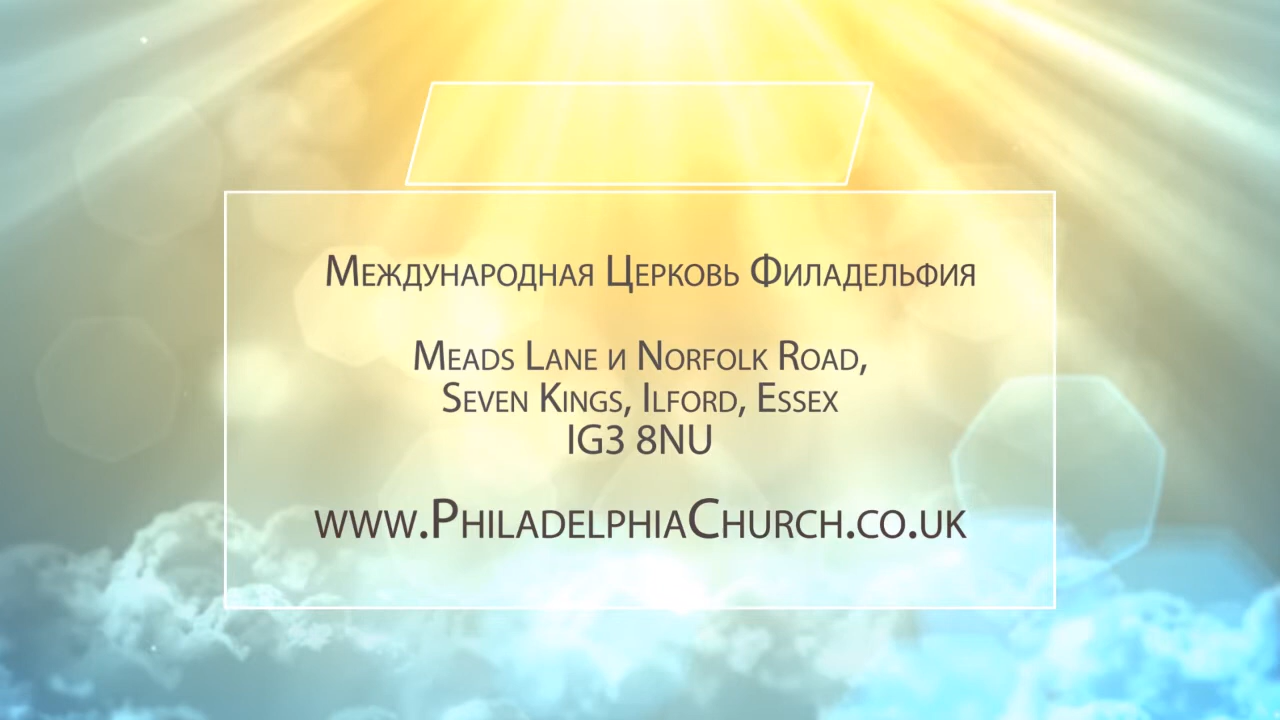 Международная Церковь Филадельфия
Meads Lane и Norfolk Road,
Seven Kings, Ilford, Essex
IG3 8NU
www.PhiladelphiaChurch.co.uk